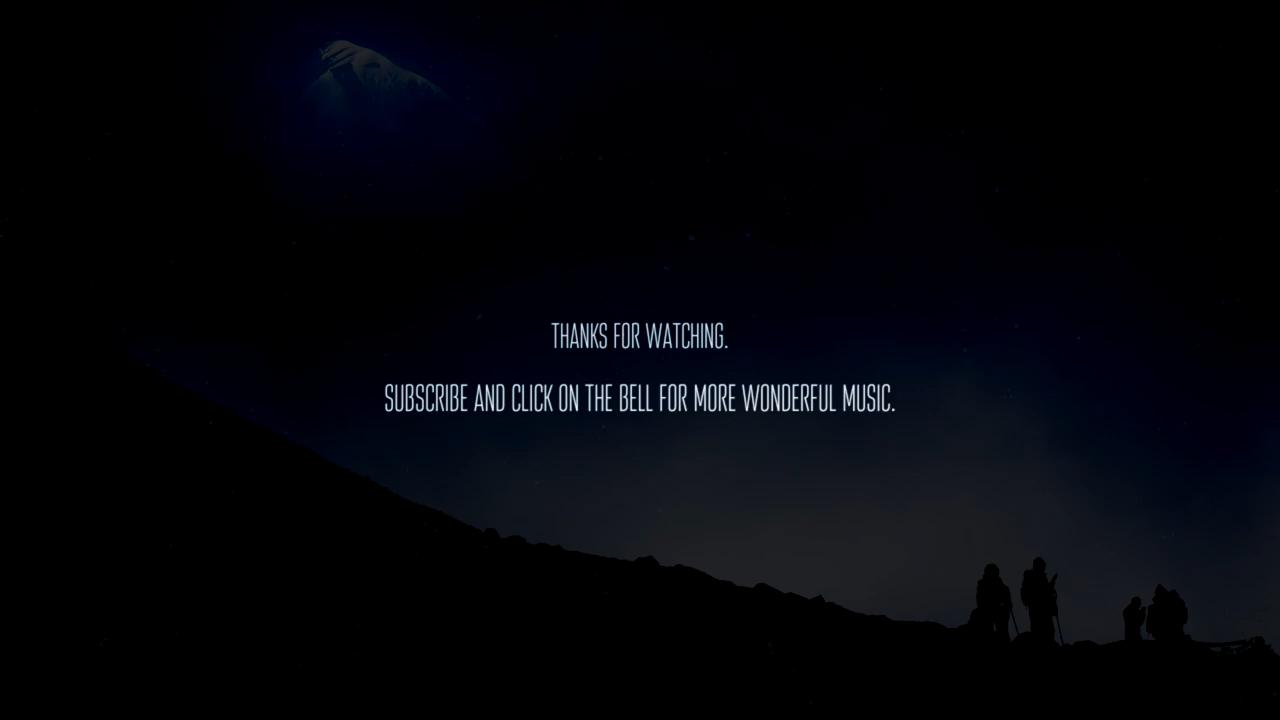 THANKS FOR WATCHING.
SUBSCRIBE AND CLICK ON THE BELL FOR MORE WONDERFUL MUSIC.